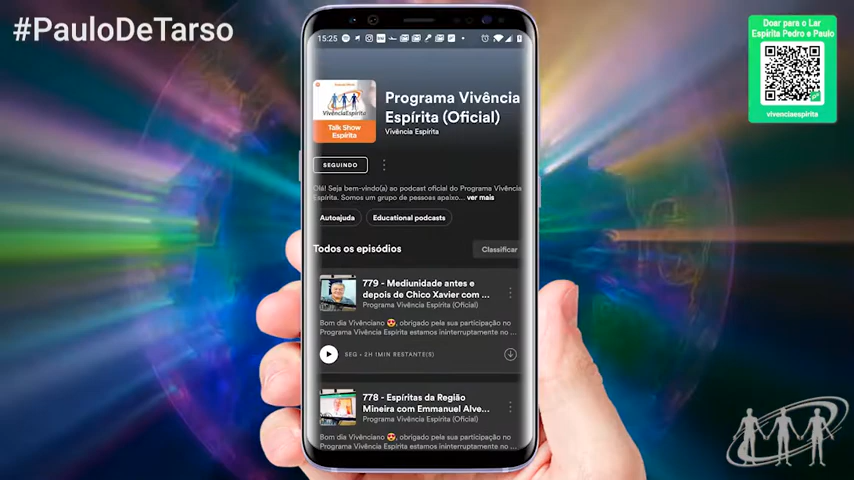 #PauloDeTarso
Doar para o Lar
Espírita Pedro e Paulo
vivenciaespirita
15:25
Programa Vivência
Espírita (Oficial)
Vivência Espírita
VivênciaEspírita
Talk Show
Espírita
SEGUINDO
Olá! Seja bem-vindo(a) ao podcast oficial do Programa Vivência
Espírita. Somos um grupo de pessoas apaixo... ver mais
Autoajuda
Educational podcasts
Todos os episódios
Classificar
779 - Mediunidade antes e
depois de Chico Xavier com ...
Programa Vivência Espírita (Oficial)
Bom dia Vivênciano 😍, obrigado pela sua participação no
Programa Vivência Espírita estamos ininterruptamente no ...
SEG • 2H 1MIN RESTANTE(S)
778 - Espíritas da Região
Mineira com Emmanuel Alve...
Programa Vivência Espírita (Oficial)
Bom dia Vivênciano 😍, obrigado pela sua participação no
Programa Vivência Espírita estamos ininterruptamente no ...